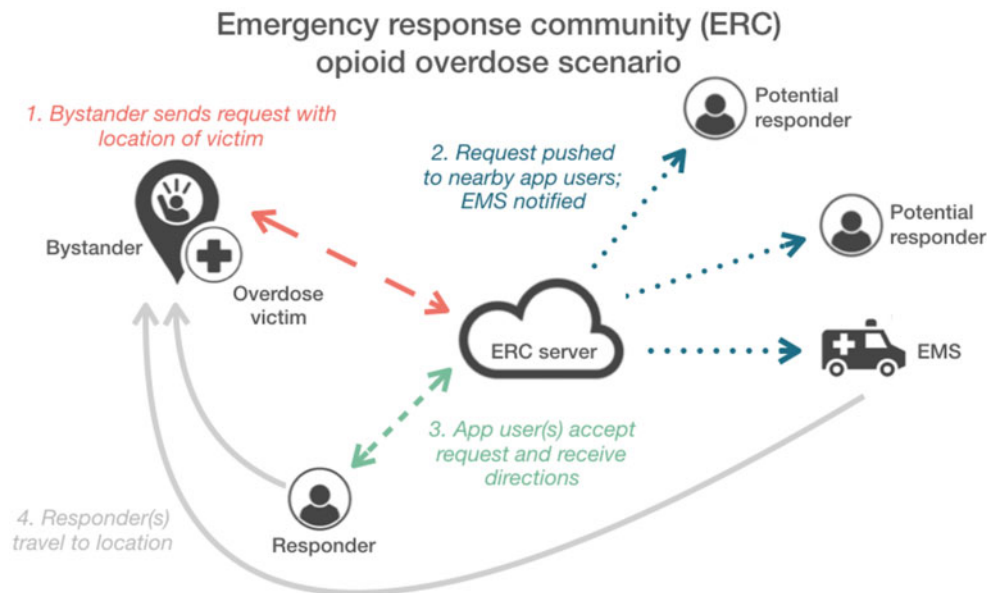 Emergency response community (ERC)
opioid overdose scenario
1. Bystander sends request with
location of victim
Bystander
Overdose
victim
2. Request pushed
to nearby app users;
EMS notified
Potential
responder
Potential
responder
ERC server
EMS
3. App user(s) accept
request and receive
directions
Responder
4. Responder(s)
travel to location